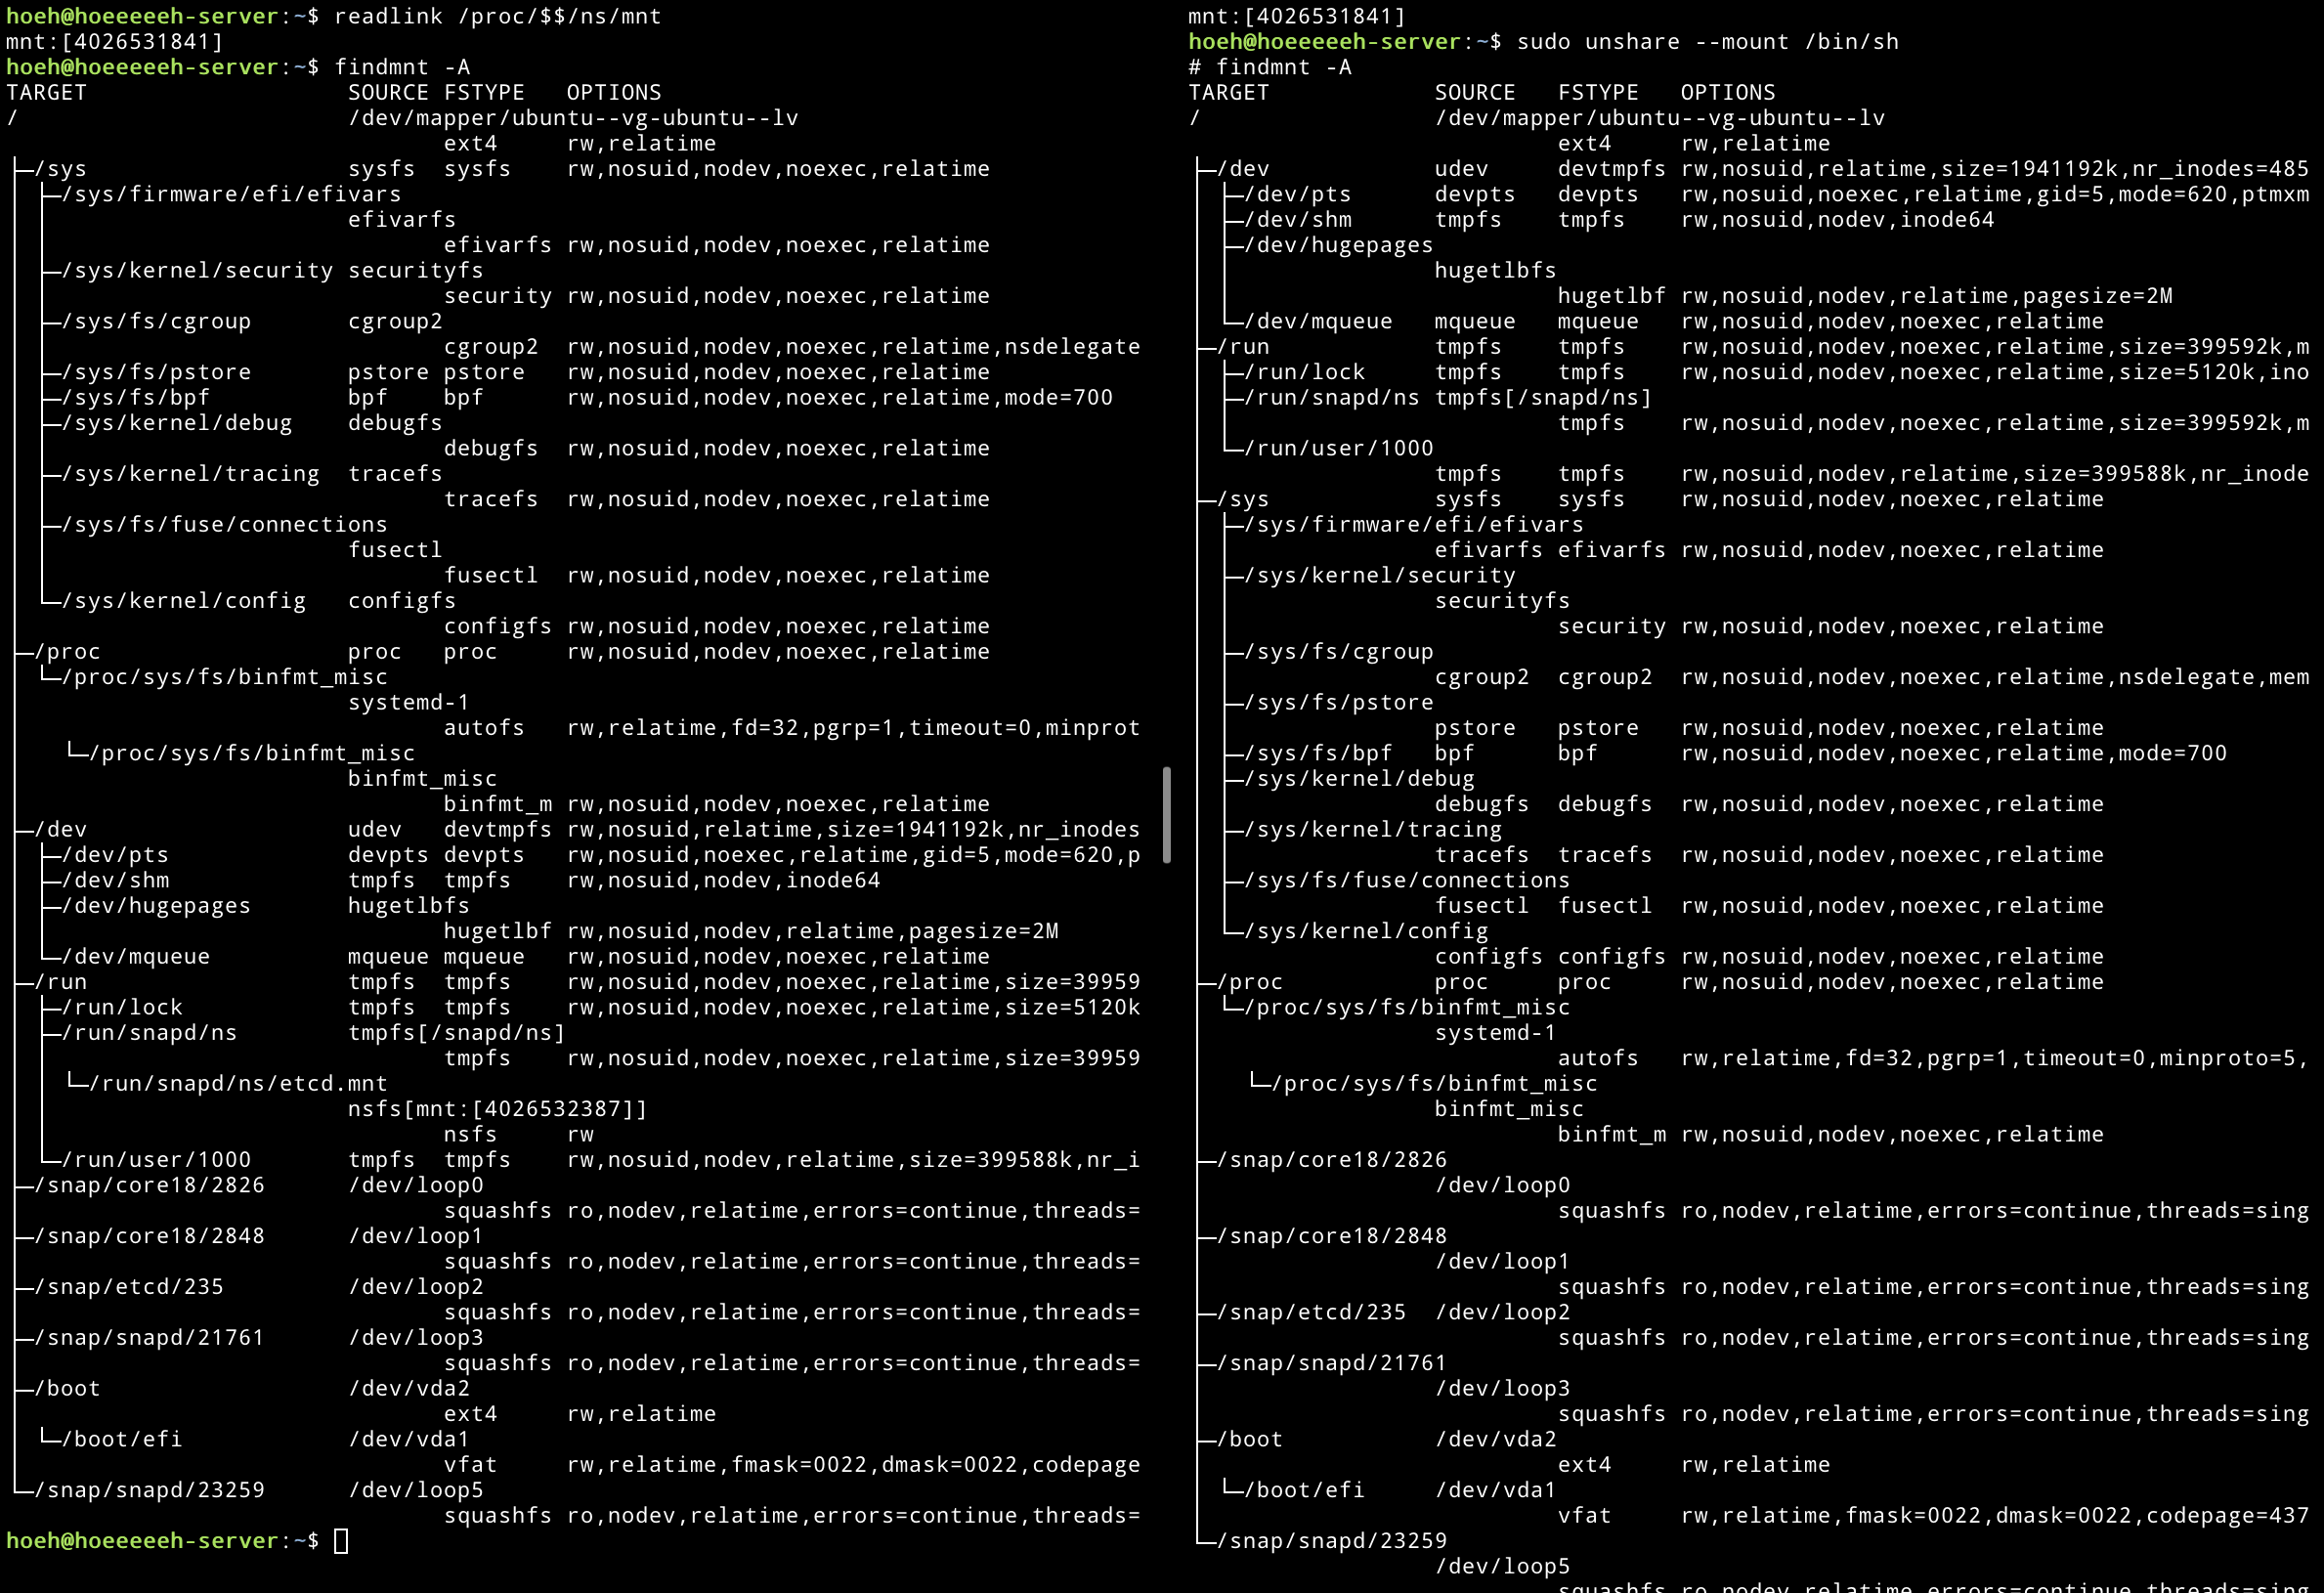 hoeh@hoeeeeeh-server:~$ readlink /proc/$$/ns/mnt
mnt:[4026531841]
hoeh@hoeeeeeh-server:~$ findmnt -A
TARGET SOURCE FSTYPE OPTIONS
/ /dev/mapper/ubuntu--vg-ubuntu--lv
ext4 rw,relatime
├─/sys sysfs sysfs rw,nosuid,nodev,noexec,relatime
│ ├─/sys/firmware/efi/efivars
efivarfs
efivarfs rw,nosuid,nodev,noexec,relatime
│ ├─/sys/kernel/security securityfs
security rw,nosuid,nodev,noexec,relatime
│ ├─/sys/fs/cgroup cgroup2
cgroup2 rw,nosuid,nodev,noexec,relatime,nsdelegate
│ ├─/sys/fs/pstore pstore pstore rw,nosuid,nodev,noexec,relatime
│ ├─/sys/fs/bpf bpf bpf rw,nosuid,nodev,noexec,relatime,mode=700
│ ├─/sys/kernel/debug debugfs
debugfs rw,nosuid,nodev,noexec,relatime
│ ├─/sys/kernel/tracing tracefs
tracefs rw,nosuid,nodev,noexec,relatime
│ ├─/sys/fs/fuse/connections
fusectl
fusectl rw,nosuid,nodev,noexec,relatime
│ └─/sys/kernel/config configfs
configfs rw,nosuid,nodev,noexec,relatime
├─/proc proc proc rw,nosuid,nodev,noexec,relatime
│ └─/proc/sys/fs/binfmt_misc
systemd-1
autofs rw,relatime,fd=32,pgrp=1,timeout=0,minprot
│ └─/proc/sys/fs/binfmt_misc
binfmt_misc
binfmt_m rw,nosuid,nodev,noexec,relatime
├─/dev udev devtmpfs rw,nosuid,relatime,size=1941192k,nr_inodes
│ ├─/dev/pts devpts devpts rw,nosuid,noexec,relatime,gid=5,mode=620,p
│ ├─/dev/shm tmpfs tmpfs rw,nosuid,nodev,inode64
│ ├─/dev/hugepages hugetlbfs
hugetlbf rw,nosuid,nodev,relatime,pagesize=2M
│ └─/dev/mqueue mqueue mqueue rw,nosuid,nodev,noexec,relatime
├─/run tmpfs tmpfs rw,nosuid,nodev,noexec,relatime,size=39959
│ ├─/run/lock tmpfs tmpfs rw,nosuid,nodev,noexec,relatime,size=5120k
│ ├─/run/snapd/ns tmpfs[/snapd/ns]
tmpfs rw,nosuid,nodev,noexec,relatime,size=39959
│ │ └─/run/snapd/ns/etcd.mnt
nsfs[mnt:[4026532387]]
nsfs rw
│ └─/run/user/1000 tmpfs tmpfs rw,nosuid,nodev,relatime,size=399588k,nr_i
├─/snap/core18/2826 /dev/loop0
squashfs ro,nodev,relatime,errors=continue,threads=
├─/snap/core18/2848 /dev/loop1
squashfs ro,nodev,relatime,errors=continue,threads=
├─/snap/etcd/235 /dev/loop2
squashfs ro,nodev,relatime,errors=continue,threads=
├─/snap/snapd/21761 /dev/loop3
squashfs ro,nodev,relatime,errors=continue,threads=
├─/boot /dev/vda2
ext4 rw,relatime
│ └─/boot/efi /dev/vda1
vfat rw,relatime,fmask=0022,dmask=0022,codepage
└─/snap/snapd/23259 /dev/loop5
squashfs ro,nodev,relatime,errors=continue,threads=
hoeh@hoeeeeeh-server:~$
mnt:[4026531841]
hoeh@hoeeeeeh-server:~$ sudo unshare --mount /bin/sh
# findmnt -A
TARGET SOURCE FSTYPE OPTIONS
/ /dev/mapper/ubuntu--vg-ubuntu--lv
ext4 rw,relatime
├─/dev udev devtmpfs rw,nosuid,relatime,size=1941192k,nr_inodes=485
│ ├─/dev/pts devpts devpts rw,nosuid,noexec,relatime,gid=5,mode=620,ptmxm
│ ├─/dev/shm tmpfs tmpfs rw,nosuid,nodev,inode64
│ ├─/dev/hugepages
hugetlbfs
hugetlbf rw,nosuid,nodev,relatime,pagesize=2M
│ └─/dev/mqueue mqueue mqueue rw,nosuid,nodev,noexec,relatime
├─/run tmpfs tmpfs rw,nosuid,nodev,noexec,relatime,size=399592k,m
│ ├─/run/lock tmpfs tmpfs rw,nosuid,nodev,noexec,relatime,size=5120k,ino
│ ├─/run/snapd/ns tmpfs[/snapd/ns]
tmpfs rw,nosuid,nodev,noexec,relatime,size=399592k,m
│ └─/run/user/1000
tmpfs tmpfs rw,nosuid,nodev,relatime,size=399588k,nr_inode
├─/sys sysfs sysfs rw,nosuid,nodev,noexec,relatime
│ ├─/sys/firmware/efi/efivars
efivarfs efivarfs rw,nosuid,nodev,noexec,relatime
│ ├─/sys/kernel/security
securityfs
security rw,nosuid,nodev,noexec,relatime
│ ├─/sys/fs/cgroup
cgroup2 cgroup2 rw,nosuid,nodev,noexec,relatime,nsdelegate,mem
│ ├─/sys/fs/pstore
pstore pstore rw,nosuid,nodev,noexec,relatime
│ ├─/sys/fs/bpf bpf bpf rw,nosuid,nodev,noexec,relatime,mode=700
│ ├─/sys/kernel/debug
debugfs debugfs rw,nosuid,nodev,noexec,relatime
│ ├─/sys/kernel/tracing
tracefs tracefs rw,nosuid,nodev,noexec,relatime
│ ├─/sys/fs/fuse/connections
fusectl fusectl rw,nosuid,nodev,noexec,relatime
│ └─/sys/kernel/config
configfs configfs rw,nosuid,nodev,noexec,relatime
├─/proc proc proc rw,nosuid,nodev,noexec,relatime
│ └─/proc/sys/fs/binfmt_misc
systemd-1
autofs rw,relatime,fd=32,pgrp=1,timeout=0,minproto=5,
│ └─/proc/sys/fs/binfmt_misc
binfmt_misc
binfmt_m rw,nosuid,nodev,noexec,relatime
├─/snap/core18/2826
/dev/loop0
squashfs ro,nodev,relatime,errors=continue,threads=sing
├─/snap/core18/2848
/dev/loop1
squashfs ro,nodev,relatime,errors=continue,threads=sing
├─/snap/etcd/235 /dev/loop2
squashfs ro,nodev,relatime,errors=continue,threads=sing
├─/snap/snapd/21761
/dev/loop3
squashfs ro,nodev,relatime,errors=continue,threads=sing
├─/boot /dev/vda2
ext4 rw,relatime
│ └─/boot/efi /dev/vda1
vfat rw,relatime,fmask=0022,dmask=0022,codepage=437
└─/snap/snapd/23259
/dev/loop5
squashfs ro,nodev,relatime,errors=continue,threads=sing